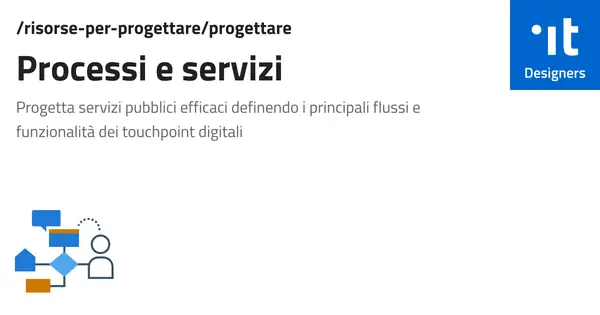 /risorse-per-progettare/progettare
Processi e servizi
Progetta servizi pubblici efficaci definendo i principali flussi e
funzionalità dei touchpoint digitali
it
Designers